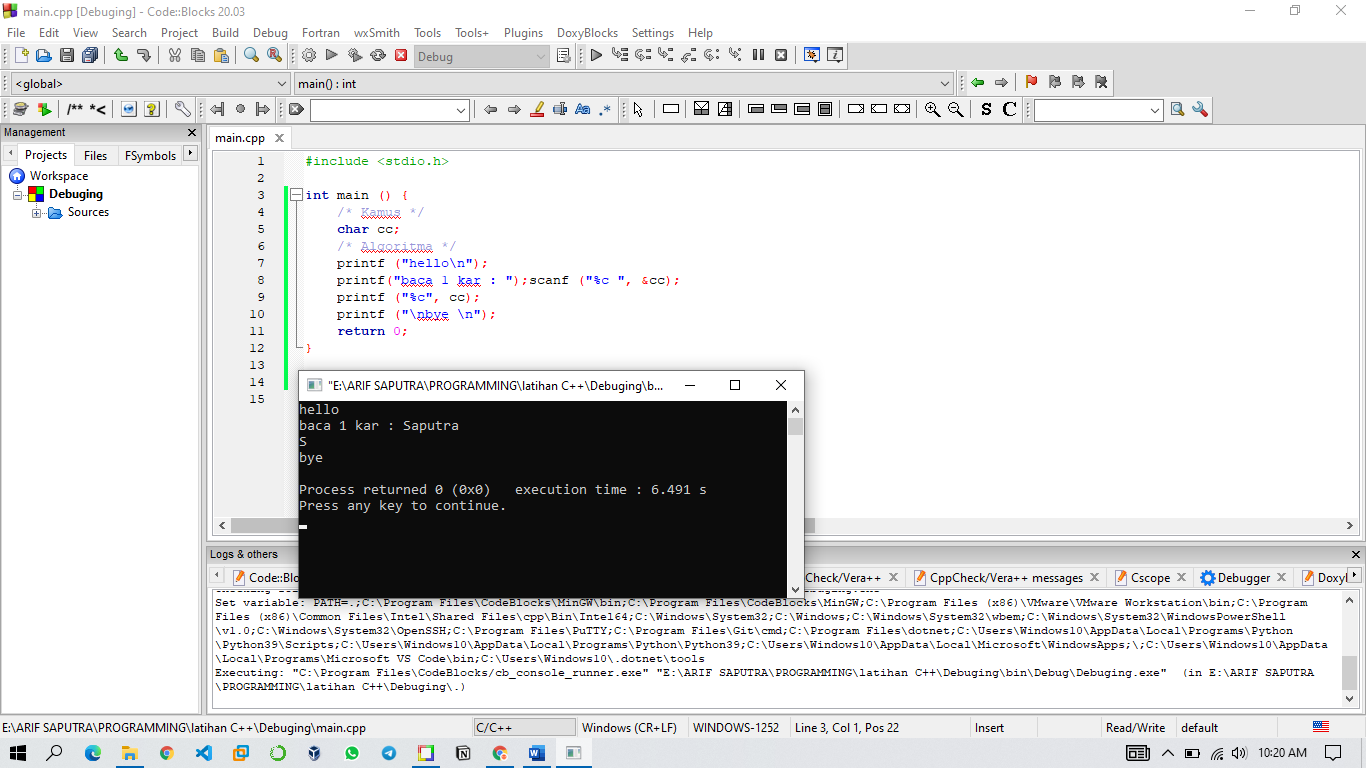 main.cpp [Debuging] - Code::Blocks 20.03
File Edit View Search Project Build Debug Fortran wxSmith Tools Tools+ Plugins DoxyBlocks Settings Help
Debug
<global> main() : int
/** *< Aa .* S C
Management
Projects Files FSymbols
Workspace
Debuging
Sources
main.cpp
1 #include <stdio.h>
2
3 int main () {
4 /* Kamus */
5 char cc;
6 /* Algoritma */
7 printf ("hello\n");
8 printf("baca 1 kar : ");scanf ("%c ", &cc);
9 printf ("%c", cc);
10 printf ("\nbye \n");
11 return 0;
12 }
13
14
15
"E:\ARIF SAPUTRA\PROGRAMMING\latihan C++\Debuging\b...
hello
baca 1 kar : Saputra
S
bye
Process returned 0 (0x0) execution time : 6.491 s
Press any key to continue.
Logs & others
Code::Blo Check/Vera++ CppCheck/Vera++ messages Cscope Debugger Doxyl
Set variable: PATH=.;C:\Program Files\CodeBlocks\MinGW\bin;C:\Program Files\CodeBlocks\MinGW;C:\Program Files (x86)\VMware\VMware Workstation\bin;C:\Program
Files (x86)\Common Files\Intel\Shared Files\cpp\Bin\Intel64;C:\Windows\System32;C:\Windows;C:\Windows\System32\wbem;C:\Windows\System32\WindowsPowerShell
\v1.0;C:\Windows\System32\OpenSSH;C:\Program Files\PuTTY;C:\Program Files\Git\cmd;C:\Program Files\dotnet;C:\Users\Windows10\AppData\Local\Programs\Python
\Python39\Scripts;C:\Users\Windows10\AppData\Local\Programs\Python\Python39;C:\Users\Windows10\AppData\Local\Microsoft\WindowsApps;\;C:\Users\Windows10\AppData
\Local\Programs\Microsoft VS Code\bin;C:\Users\Windows10\.dotnet\tools
Executing: "C:\Program Files\CodeBlocks/cb_console_runner.exe" "E:\ARIF SAPUTRA\PROGRAMMING\latihan C++\Debuging\bin\Debug\Debuging.exe" (in E:\ARIF SAPUTRA
\PROGRAMMING\latihan C++\Debuging\.)
E:\ARIF SAPUTRA\PROGRAMMING\latihan C++\Debuging\main.cpp C/C++ Windows (CR+LF) WINDOWS-1252 Line 3, Col 1, Pos 22 Insert Read/Write default
10:20 AM